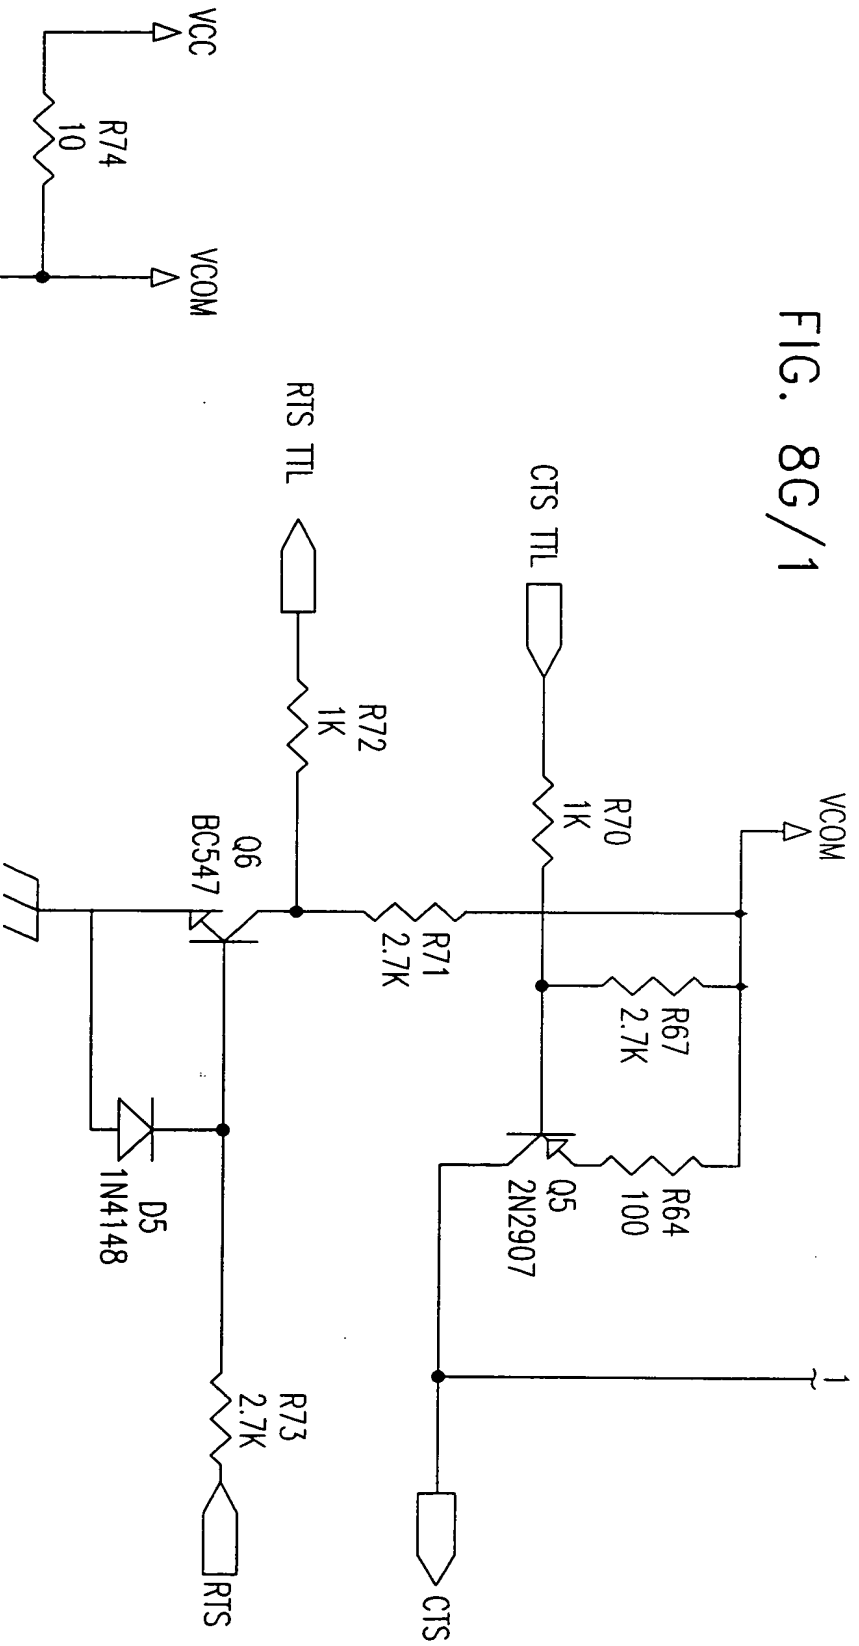 FIG. 8G/1
VCOM
VCC
VCOM
R74
10
CTS TTL
R70
1K
R67
2.7K
R64
100
Q5
2N2907
1
CTS
RTS TTL
R72
1K
R71
2.7K
Q6
BC547
D5
1N4148
R73
2.7K
RTS